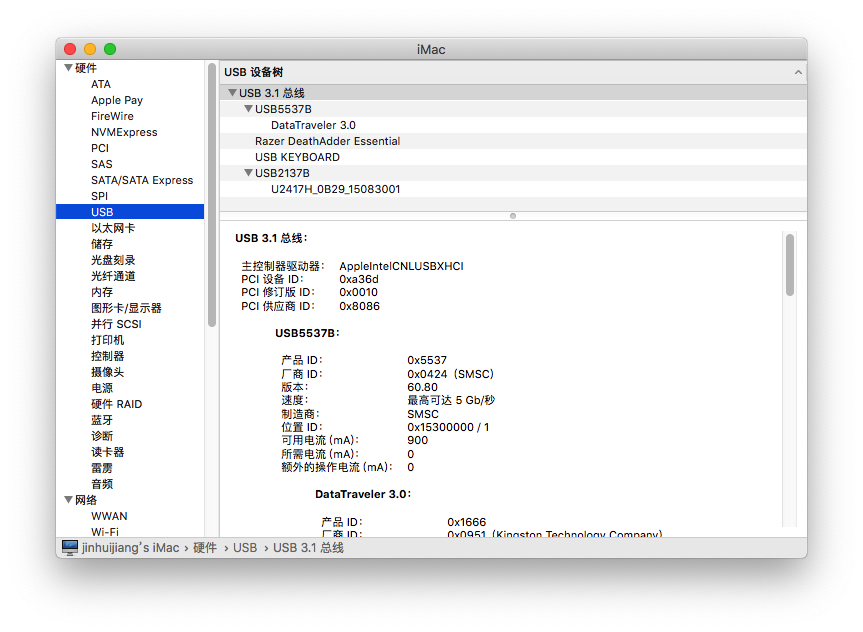 iMac
硬件
ATA
Apple Pay
FireWire
NVMExpress
PCI
SAS
SATA/SATA Express
SPI
USB
以太网卡
储存
光盘刻录
光纤通道
内存
图形卡/显示器
并行 SCSI
打印机
控制器
摄像头
电源
硬件 RAID
蓝牙
诊断
读卡器
雷雳
音频
网络
WWAN
Wi-Fi
USB 设备树
USB 3.1 总线
USB5537B
DataTraveler 3.0
Razer DeathAdder Essential
USB KEYBOARD
USB2137B
U2417H_0B29_15083001
USB 3.1 总线：
主控制器驱动器： AppleIntelCNLUSBXHCI
PCI 设备 ID： 0xa36d
PCI 修订版 ID： 0x0010
PCI 供应商 ID： 0x8086
USB5537B：
产品 ID： 0x5537
厂商 ID： 0x0424（SMSC）
版本： 60.80
速度： 最高可达 5 Gb/秒
制造商： SMSC
位置 ID： 0x15300000 / 1
可用电流 (mA)： 900
所需电流 (mA)： 0
额外的操作电流 (mA)： 0
DataTraveler 3.0：
产品 ID： 0x1666
厂商 ID： 0x0951（Kingston Technology Company）
jinhuijiang's iMac › 硬件 › USB › USB 3.1 总线